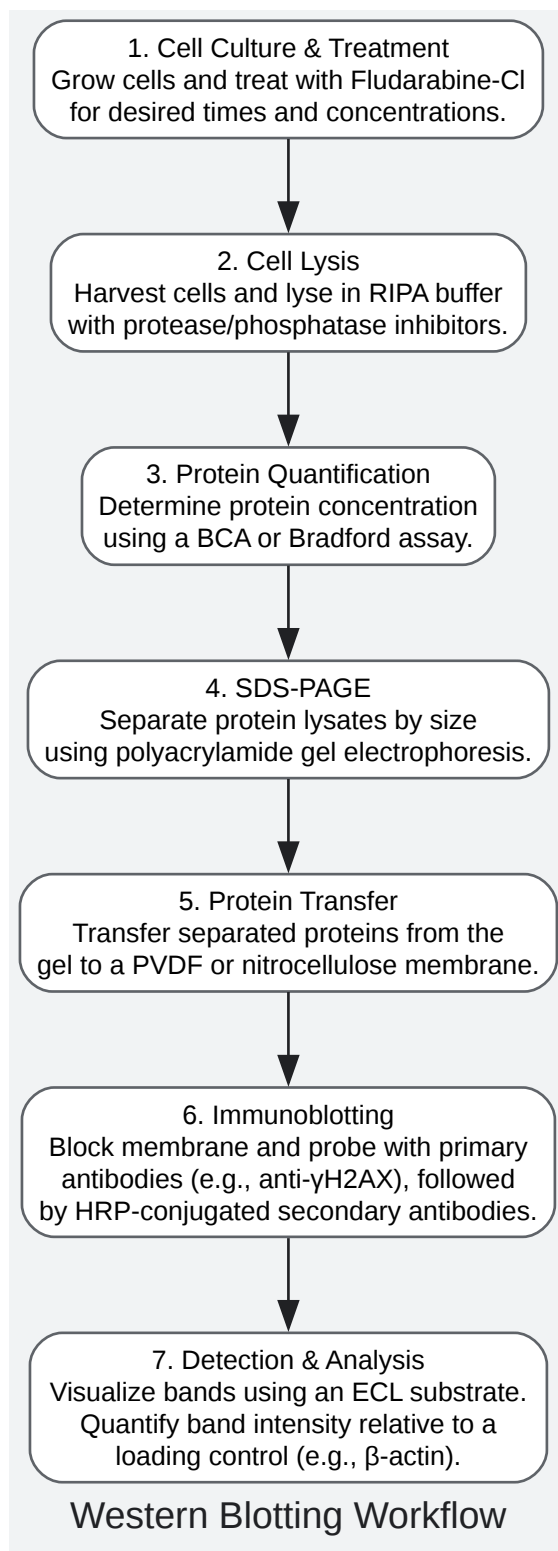 1. Cell Culture & Treatment
Grow cells and treat with Fludarabine-Cl
for desired times and concentrations.
2. Cell Lysis
Harvest cells and lyse in RIPA buffer
with protease/phosphatase inhibitors.
3. Protein Quantification
Determine protein concentration
using a BCA or Bradford assay.
4. SDS-PAGE
Separate protein lysates by size
using polyacrylamide gel electrophoresis.
5. Protein Transfer
Transfer separated proteins from the
gel to a PVDF or nitrocellulose membrane.
6. Immunoblotting
Block membrane and probe with primary
antibodies (e.g., anti-γH2AX), followed
by HRP-conjugated secondary antibodies.
7. Detection & Analysis
Visualize bands using an ECL substrate.
Quantify band intensity relative to a
loading control (e.g., β-actin).
Western Blotting Workflow